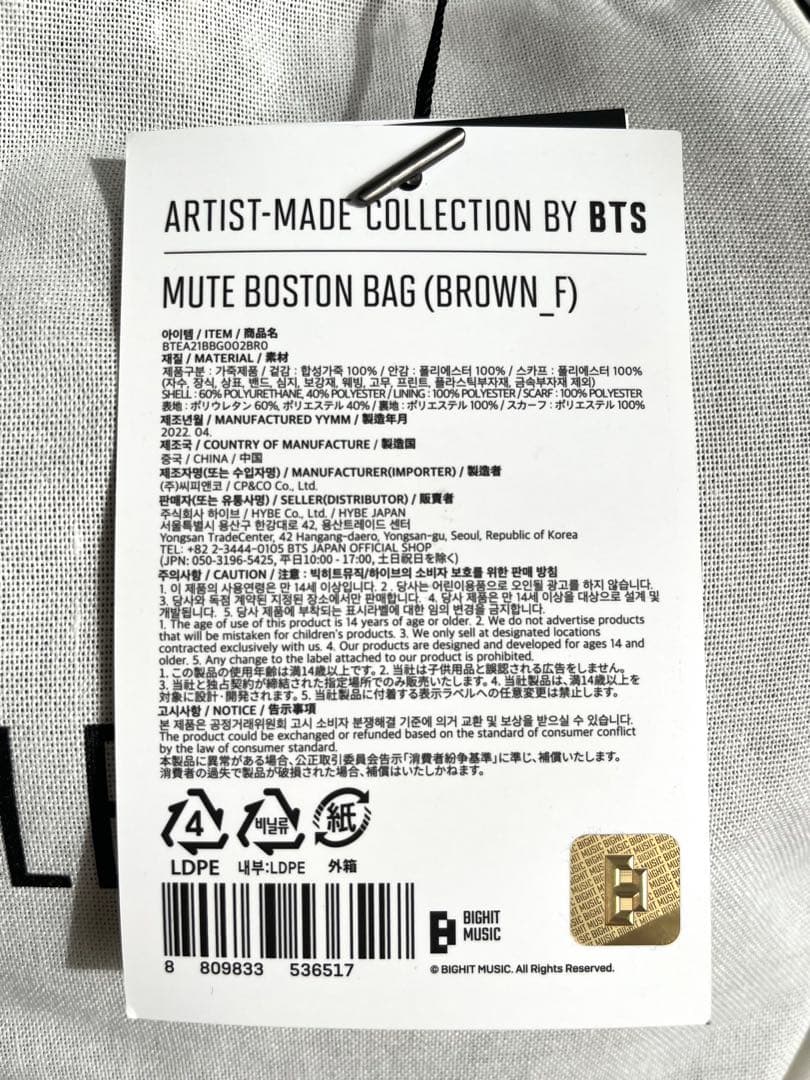 ARTIST-MADE COLLECTION BY BTS
MUTE BOSTON BAG (BROWN_F)
아이템 / ITEM / 商品名
BTEA21BBG002BR0
재질 / MATERIAL / 素材
제품구분 : 가죽제품 / 겉감 : 합성가죽 100% / 안감 : 폴리에스터 100% / 스카프 : 폴리에스터 100%
(자수, 장식, 상표, 밴드, 심지, 보강재, 웨빙, 고무, 프린트, 플라스틱부자재, 금속부자재 제외)
SHELL : 60% POLYURETHANE, 40% POLYESTER / LINING : 100% POLYESTER / SCARF : 100% POLYESTER
表地 : ポリウレタン 60%, ポリエステル 40% / 裏地 : ポリエステル 100% / スカーフ : ポリエステル 100%
제조년월 / MANUFACTURED YYMM / 製造年月
2022. 04.
제조국 / COUNTRY OF MANUFACTURE / 製造国
중국 / CHINA / 中国
제조자명(또는 수입자명) / MANUFACTURER(IMPORTER) / 製造者
(주)씨피앤코 / CP&CO Co., Ltd.
판매자(또는 유통사명) / SELLER(DISTRIBUTOR) / 販賣者
주식회사 하이브 / HYBE Co., Ltd. / HYBE JAPAN
서울특별시 용산구 한강대로 42, 용산트레이드 센터
Yongsan TradeCenter, 42 Hangang-daero, Yongsan-gu, Seoul, Republic of Korea
TEL: +82 2-3444-0105 BTS JAPAN OFFICIAL SHOP
(JPN: 050-3196-5425, 平日10:00 - 17:00, 土日祝日を除く)
주의사항 / CAUTION / 注意 : 빅히트뮤직/하이브의 소비자 보호를 위한 판매 방침
1. 이 제품의 사용연령은 만 14세 이상입니다. 2 . 당사는 어린이용품으로 오인될 광고를 하지 않습니다.
3. 당사와 독점 계약된 지정된 장소에서만 판매합니다. 4. 당사 제품은 만 14세 이상을 대상으로 설계 및
개발됩니다. 5. 당사 제품에 부착되는 표시라벨에 대한 임의 변경을 금지합니다.
1. The age of use of this product is 14 years of age or older. 2. We do not advertise products
that will be mistaken for children's products. 3. We only sell at designated locations
contracted exclusively with us. 4. Our products are designed and developed for ages 14 and
older. 5. Any change to the label attached to our product is prohibited.
1. この製品の使用年齢は満14歳以上です。2. 当社は子供用品と誤認される広告をしません。
3. 当社と独占契約が締結された指定場所でのみ販売いたします。4. 当社製品は、満14歳以上を
対象に設計·開発されます。5. 当社製品に付着する表示ラベルへの任意変更は禁止します。
고시사항 / NOTICE / 告示事項
본 제품은 공정거래위원회 고시 소비자 분쟁해결 기준에 의거 교환 및 보상을 받으실 수 있습니다.
The product could be exchanged or refunded based on the standard of consumer conflict
by the law of consumer standard.
本製品に異常がある場合、公正取引委員会告示「消費者紛争基準」に準じ、補償いたします。
消費者の過失で製品が破損された場合、補償はいたしかねます。
4 비닐류 紙
LDPE 내부:LDPE 外箱
8 809833 536517
BIGHIT
MUSIC
BIGHIT MUSIC
© BIGHIT MUSIC. All Rights Reserved.